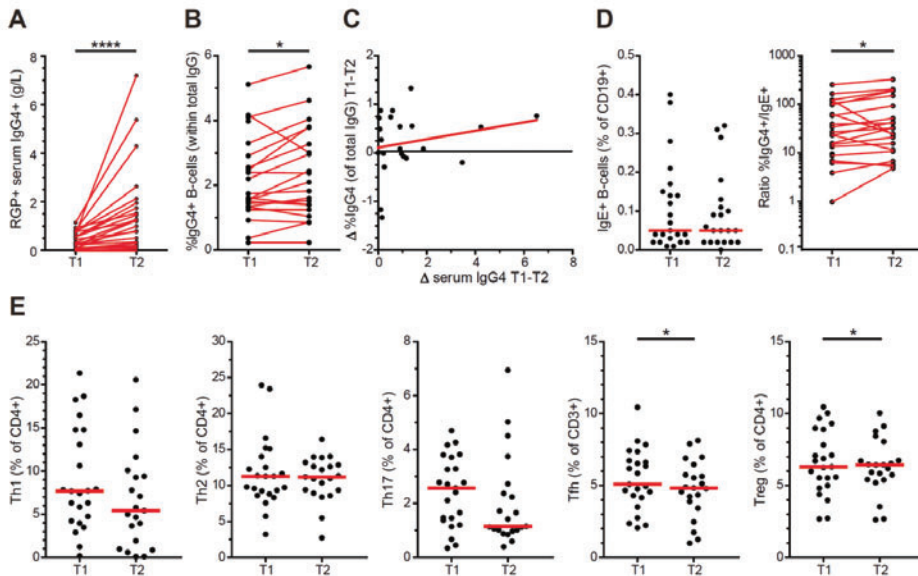 A
B
C
D
****
*
*
RGP+ serum IgG4+ (g/L)
8
6
4
2
0
T1
T2
%IgG4+ B-cells (within total IgG)
6
4
2
0
T1
T2
Δ %IgG4 (of total IgG) T1-T2
2
1
0
-1
-2
0
2
4
6
8
Δ serum IgG4 T1-T2
IgE+ B-cells (% of CD19+)
0.5
0.4
0.3
0.2
0.1
0.0
T1
T2
Ratio %IgG4+/IgE+
1000
100
10
1
0.1
T1
T2
E
Th1 (% of CD4+)
25
20
15
10
5
0
T1
T2
Th2 (% of CD4+)
30
25
20
15
10
5
0
T1
T2
Th17 (% of CD4+)
8
6
4
2
0
T1
T2
*
Tfh (% of CD3+)
15
10
5
0
T1
T2
*
Treg (% of CD4+)
15
10
5
0
T1
T2